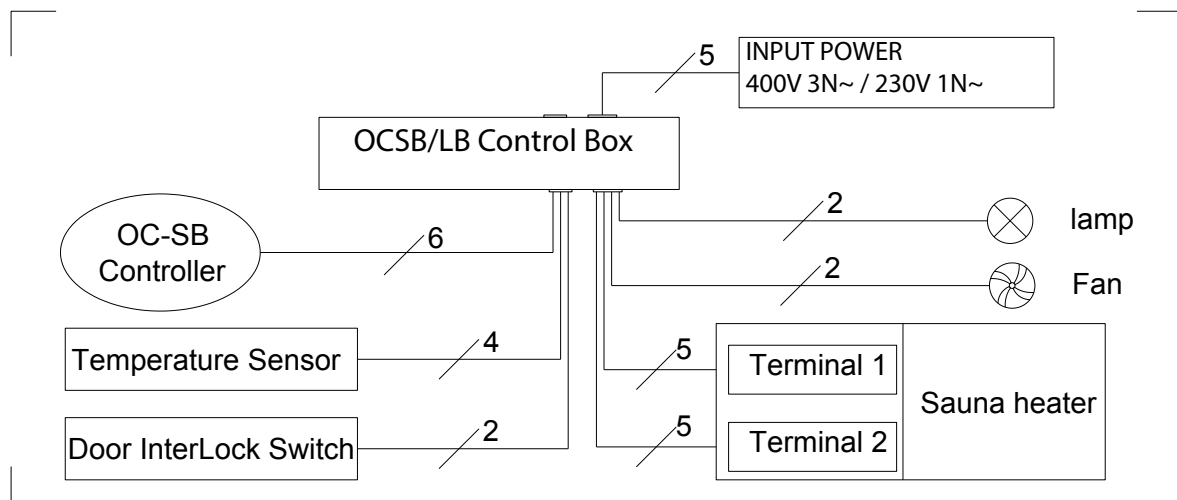 5
INPUT POWER
400V 3N~ / 230V 1N~
OCSB/LB Control Box
OC-SB
Controller
6
2
lamp
2
Fan
Temperature Sensor
4
5
Terminal 1
Sauna heater
Door InterLock Switch
2
5
Terminal 2